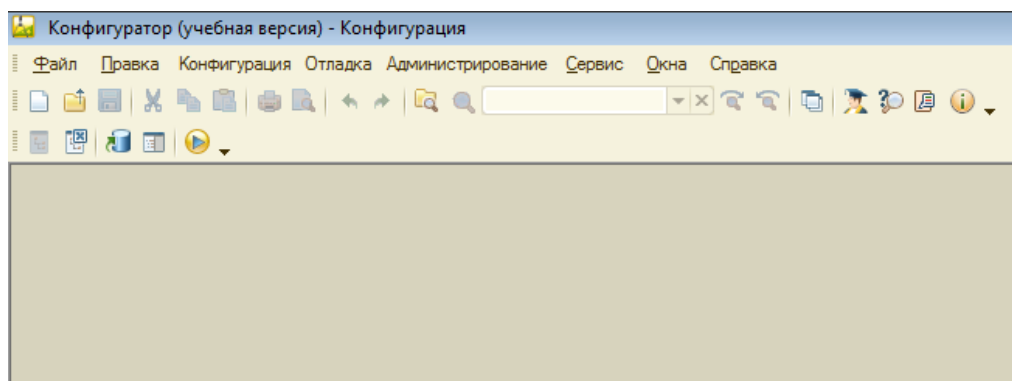 Конфигуратор (учебная версия) - Конфигурация
Файл Правка Конфигурация Отладка Администрирование Сервис Окна Справка